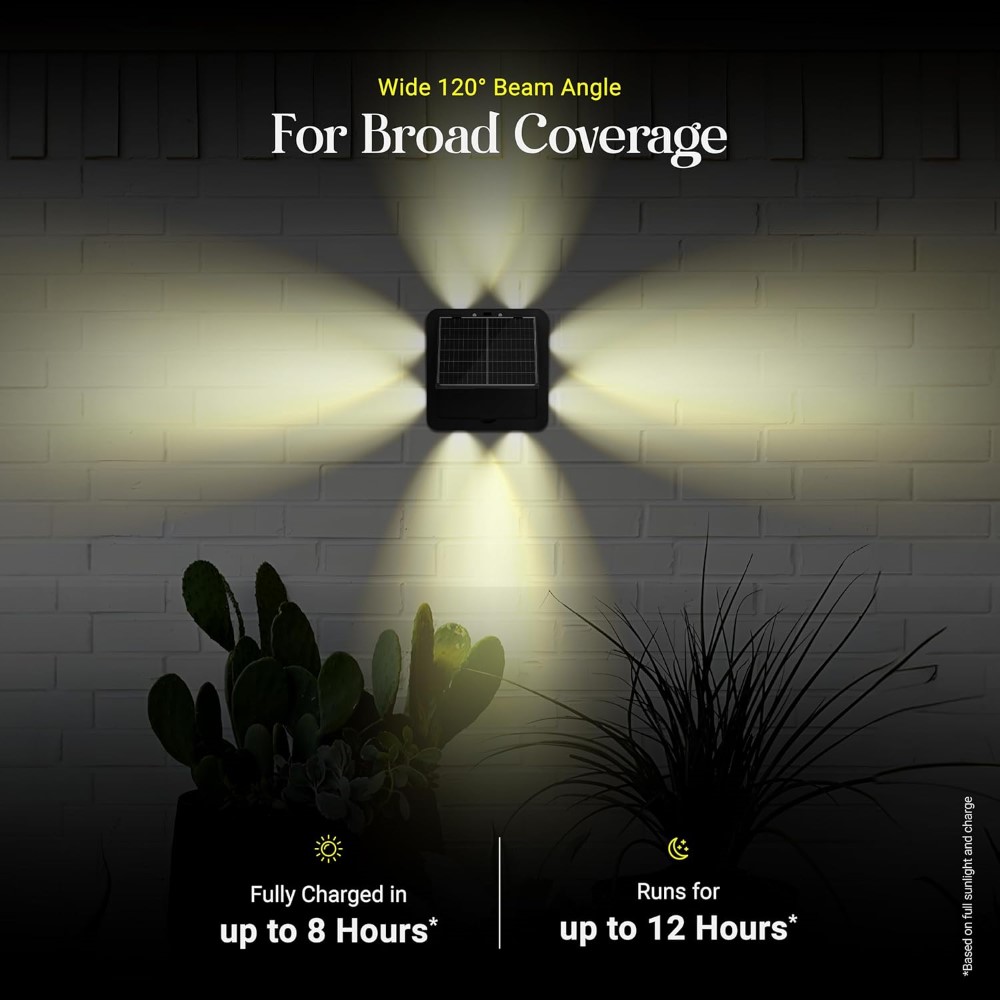 Wide 120° Beam Angle
For Broad Coverage
Fully Charged in
up to 8 Hours*
Runs for
up to 12 Hours*
*Based on full sunlight and charge